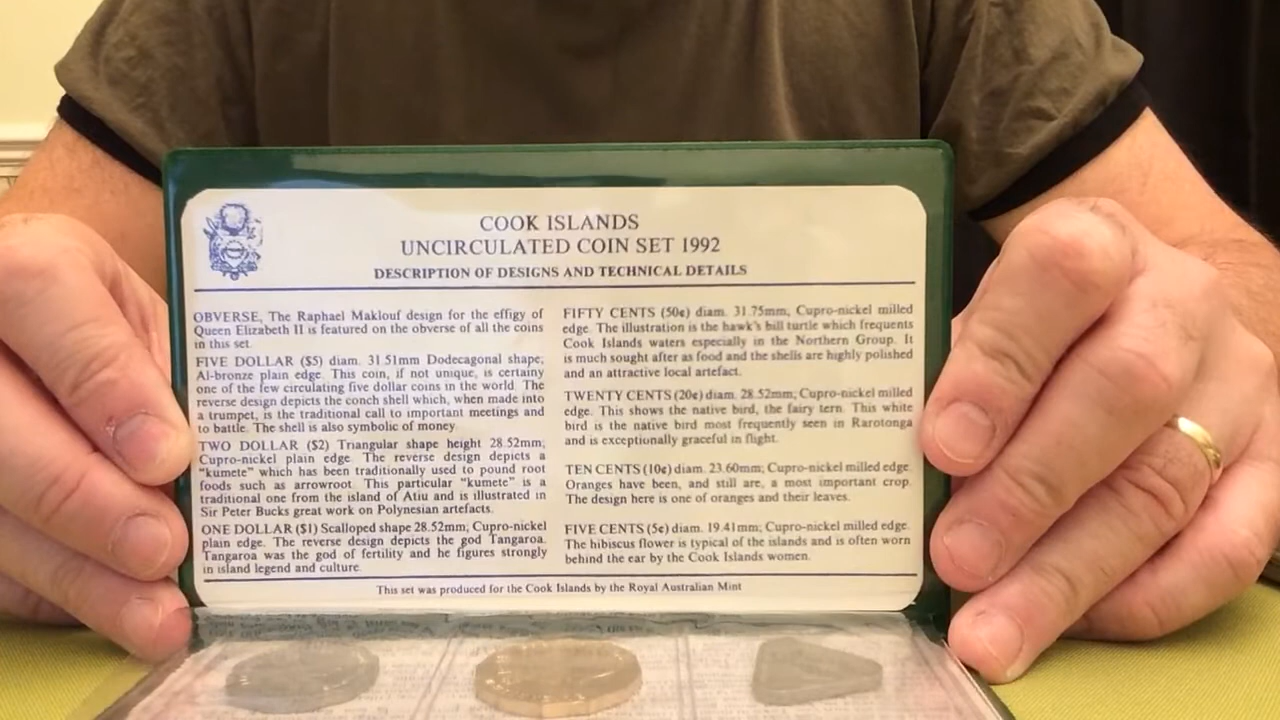 COOK ISLANDS
UNCIRCULATED COIN SET 1992
DESCRIPTION OF DESIGNS AND TECHNICAL DETAILS
OBVERSE, The Raphael Maklouf design for the effigy of
Queen Elizabeth II is featured on the obverse of all the coins
in this set.
FIVE DOLLAR ($5) diam. 31.51mm Dodecagonal shape;
Al-bronze plain edge. This coin, if not unique, is certainy
one of the few circulating five dollar coins in the world. The
reverse design depicts the conch shell which, when made into
a trumpet, is the traditional call to important meetings and
to battle. The shell is also symbolic of money.
TWO DOLLAR ($2) Triangular shape height 28.52mm;
Cupro-nickel plain edge. The reverse design depicts a
“kumete” which has been traditionally used to pound root
foods such as arrowroot. This particular “kumete” is a
traditional one from the island of Atiu and is illustrated in
Sir Peter Bucks great work on Polynesian artefacts.
ONE DOLLAR ($1) Scalloped shape 28.52mm; Cupro-nickel
plain edge. The reverse design depicts the god Tangaroa.
Tangaroa was the god of fertility and he figures strongly
in island legend and culture.
FIFTY CENTS (50¢) diam. 31.75mm, Cupro-nickel milled
edge. The illustration is the hawk's bill turtle which frequents
Cook Islands waters especially in the Northern Group. It
is much sought after as food and the shells are highly polished
and an attractive local artefact.
TWENTY CENTS (20¢) diam. 28.52mm; Cupro-nickel milled
edge. This shows the native bird, the fairy tern. This white
bird is the native bird most frequently seen in Rarotonga
and is exceptionally graceful in flight.
TEN CENTS (10¢) diam. 23.60mm; Cupro-nickel milled edge.
Oranges have been, and still are, a most important crop.
The design here is one of oranges and their leaves.
FIVE CENTS (5¢) diam. 19.41mm; Cupro-nickel milled edge.
The hibiscus flower is typical of the islands and is often worn
behind the ear by the Cook Islands women.
This set was produced for the Cook Islands by the Royal Australian Mint